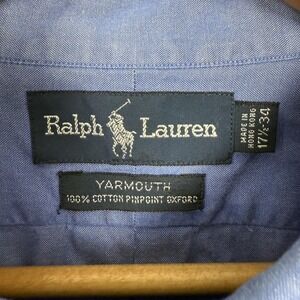 Ralph Lauren
MADE IN
HONG KONG
17½-34
YARMOUTH
100% COTTON PINPOINT OXFORD